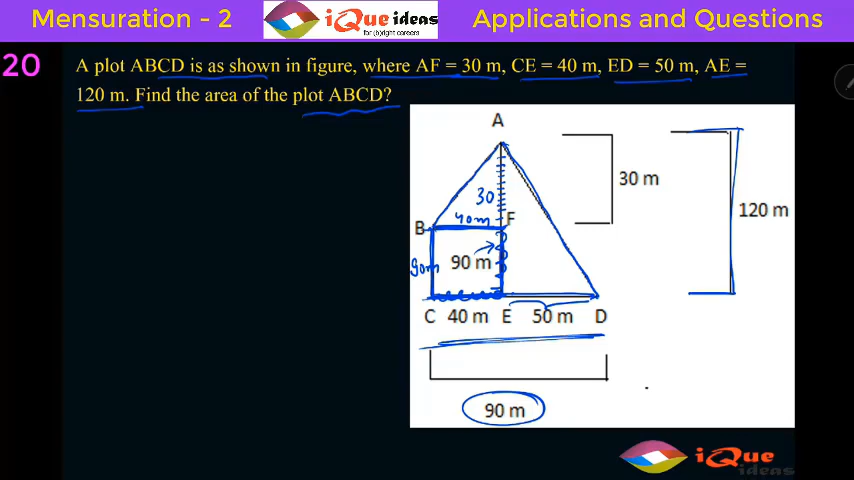 Mensuration - 2
iQue ideas
for (b)right careers
Applications and Questions
20
A plot ABCD is as shown in figure, where AF = 30 m, CE = 40 m, ED = 50 m, AE =
120 m. Find the area of the plot ABCD?
A
30 m
120 m
30
40m
B
F
90m
90 m
C 40 m E 50 m D
90 m
iQue
ideas